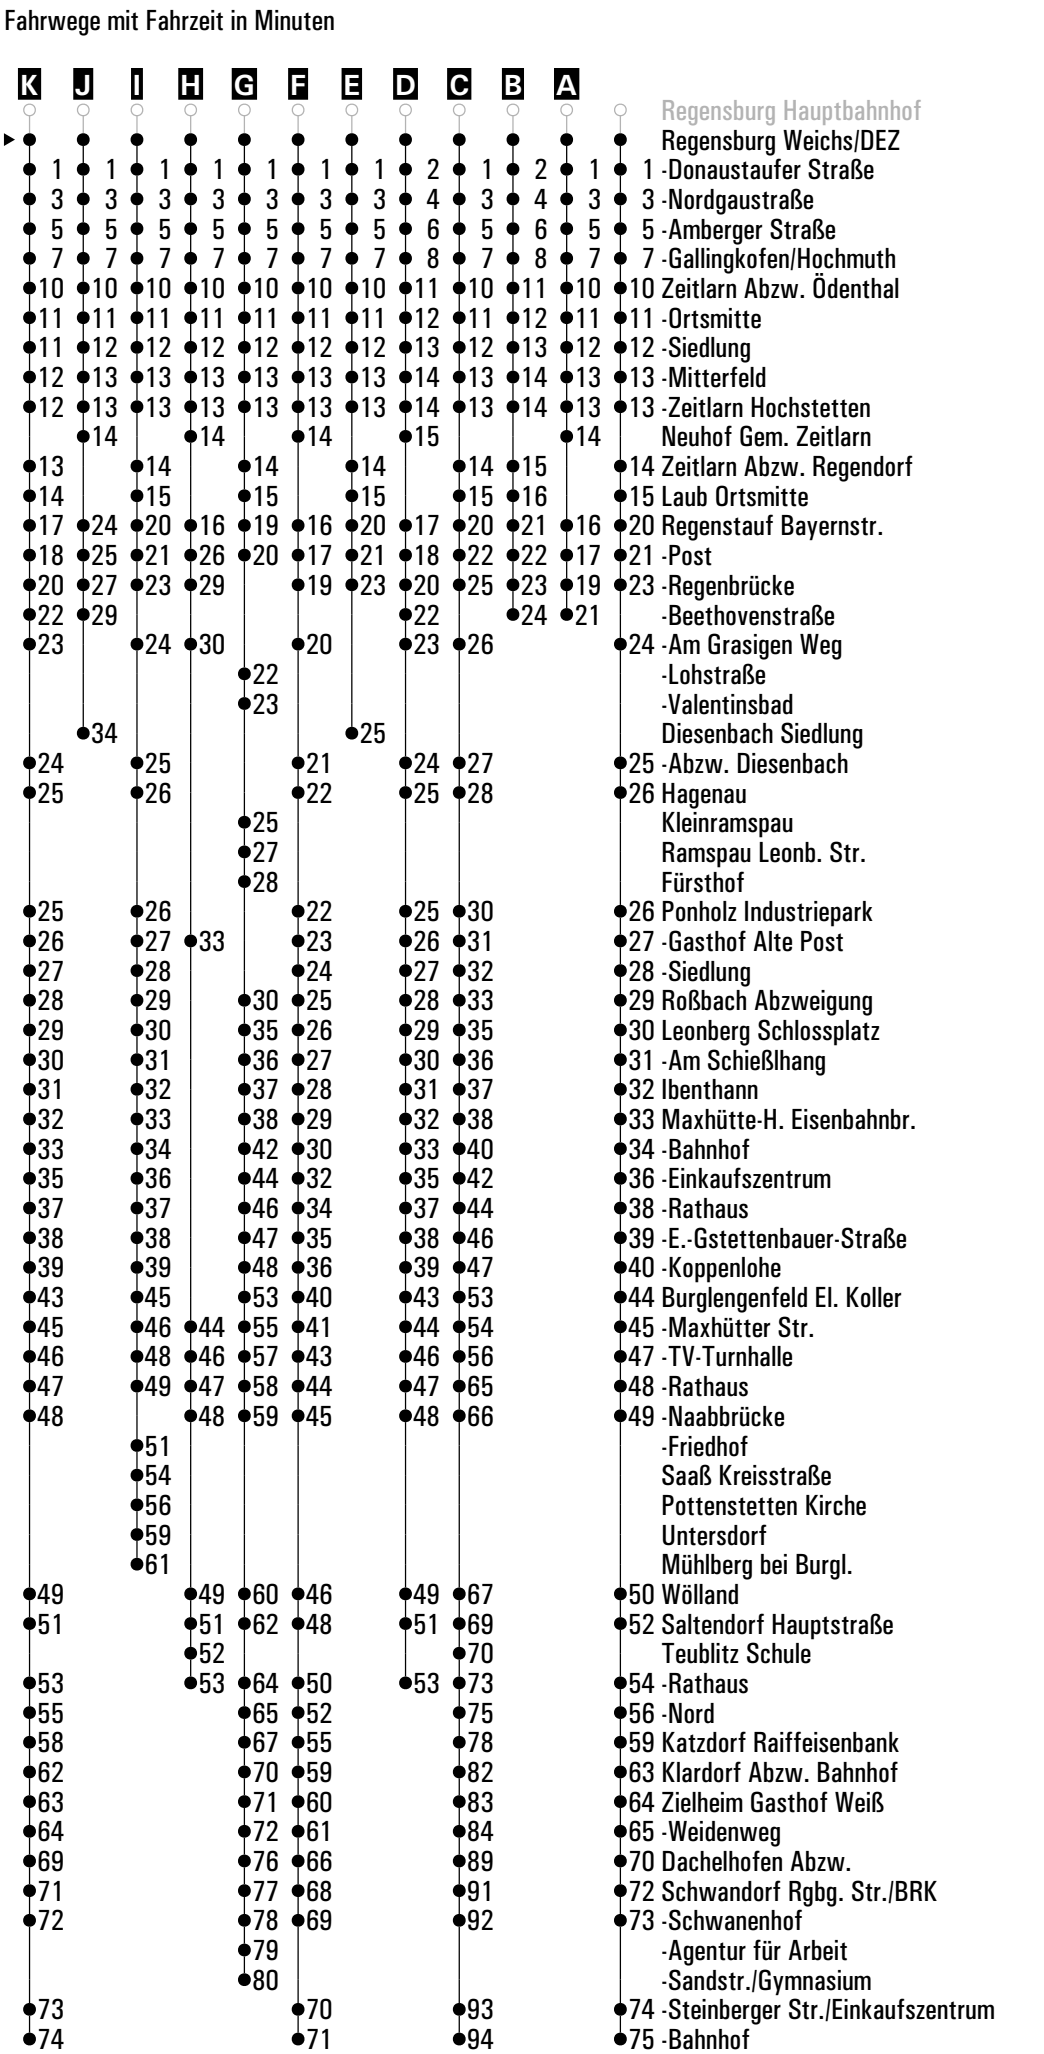 Fahrwege mit Fahrzeit in Minuten
K J I H G F E D C B A
Regensburg Hauptbahnhof
Regensburg Weichs/DEZ
1 1 1 1 1 1 1 2 1 2 1 1 -Donaustaufer Straße
3 3 3 3 3 3 3 4 3 4 3 3 -Nordgaustraße
5 5 5 5 5 5 5 6 5 6 5 5 -Amberger Straße
7 7 7 7 7 7 7 8 7 8 7 7 -Gallingkofen/Hochmuth
10 10 10 10 10 10 10 11 10 11 10 10 Zeitlarn Abzw. Ödenthal
11 11 11 11 11 11 11 12 11 12 11 11 -Ortsmitte
11 12 12 12 12 12 12 13 12 13 12 12 -Siedlung
12 13 13 13 13 13 13 14 13 14 13 13 -Mitterfeld
12 13 13 13 13 13 13 14 13 14 13 13 -Zeitlarn Hochstetten
14 14 14 15 14 Neuhof Gem. Zeitlarn
13 14 14 14 14 15 14 Zeitlarn Abzw. Regendorf
14 15 15 15 15 16 15 Laub Ortsmitte
17 24 20 16 19 16 20 17 20 21 16 20 Regenstauf Bayernstr.
18 25 21 26 20 17 21 18 22 22 17 21 -Post
20 27 23 29 19 23 20 25 23 19 23 -Regenbrücke
22 29 22 24 21 -Beethovenstraße
23 24 30 20 23 26 24 -Am Grasigen Weg
22 -Lohstraße
23 -Valentinsbad
34 25 Diesenbach Siedlung
24 25 21 24 27 25 -Abzw. Diesenbach
25 26 22 25 28 26 Hagenau
25 Kleinramspau
27 Ramspau Leonb. Str.
28 Fürsthof
25 26 22 25 30 26 Ponholz Industriepark
26 27 33 23 26 31 27 -Gasthof Alte Post
27 28 24 27 32 28 -Siedlung
28 29 30 25 28 33 29 Roßbach Abzweigung
29 30 35 26 29 35 30 Leonberg Schlossplatz
30 31 36 27 30 36 31 -Am Schießlhang
31 32 37 28 31 37 32 Ibenthann
32 33 38 29 32 38 33 Maxhütte-H. Eisenbahnbr.
33 34 42 30 33 40 34 -Bahnhof
35 36 44 32 35 42 36 -Einkaufszentrum
37 37 46 34 37 44 38 -Rathaus
38 38 47 35 38 46 39 -E.-Gstettenbauer-Straße
39 39 48 36 39 47 40 -Koppenlohe
43 45 53 40 43 53 44 Burglengenfeld El. Koller
45 46 44 55 41 44 54 45 -Maxhütter Str.
46 48 46 57 43 46 56 47 -TV-Turnhalle
47 49 47 58 44 47 65 48 -Rathaus
48 48 59 45 48 66 49 -Naabbrücke
51 -Friedhof
54 Saaß Kreisstraße
56 Pottenstetten Kirche
59 Untersdorf
61 Mühlberg bei Burgl.
49 49 60 46 49 67 50 Wölland
51 51 62 48 51 69 52 Saltendorf Hauptstraße
52 70 Teublitz Schule
53 53 64 50 53 73 54 -Rathaus
55 65 52 75 56 -Nord
58 67 55 78 59 Katzdorf Raiffeisenbank
62 70 59 82 63 Klardorf Abzw. Bahnhof
63 71 60 83 64 Zielheim Gasthof Weiß
64 72 61 84 65 -Weidenweg
69 76 66 89 70 Dachelhofen Abzw.
71 77 68 91 72 Schwandorf Rgbg. Str./BRK
72 78 69 92 73 -Schwanenhof
79 -Agentur für Arbeit
80 -Sandstr./Gymnasium
73 70 93 74 -Steinberger Str./Einkaufszentrum
74 71 94 75 -Bahnhof